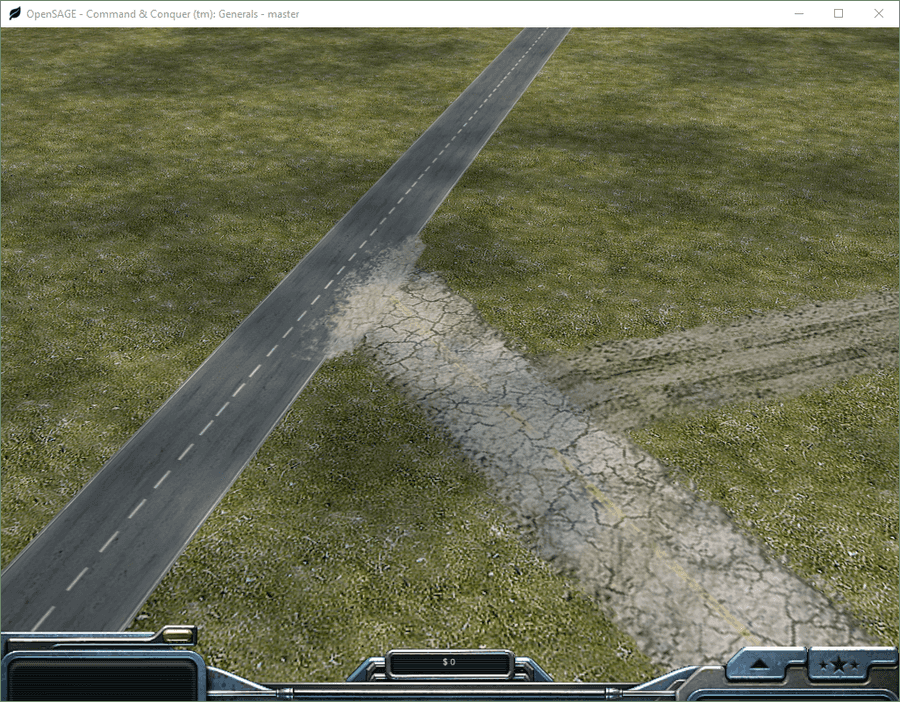 OpenSAGE - Command & Conquer (tm): Generals - master
$ 0